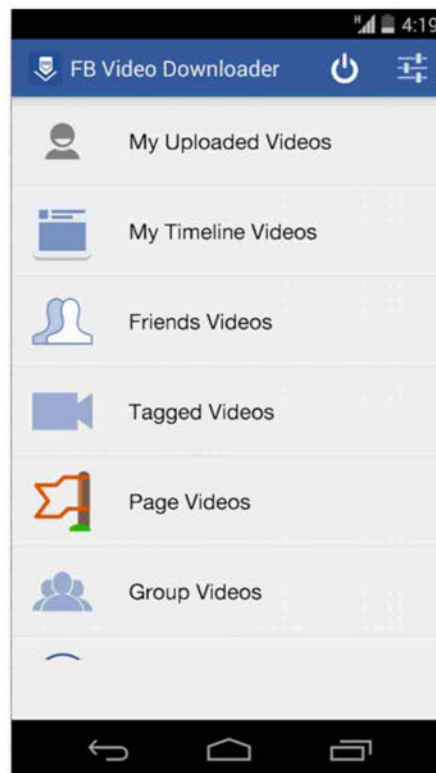 H 4:19
FB Video Downloader
My Uploaded Videos
My Timeline Videos
Friends Videos
Tagged Videos
Page Videos
Group Videos